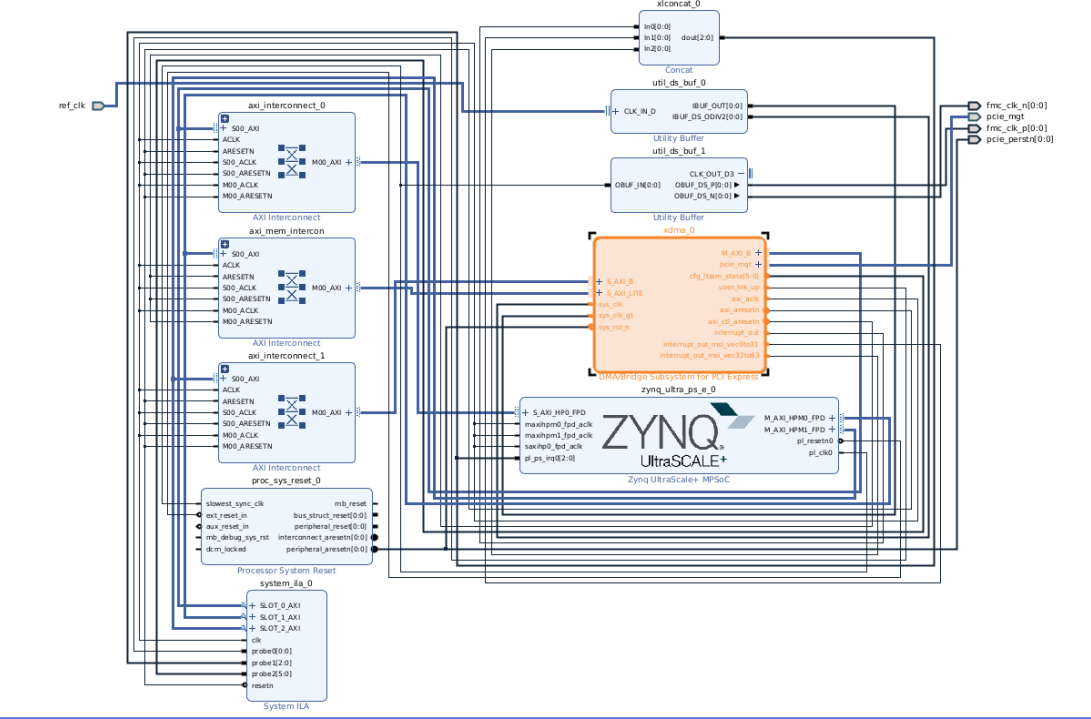 xlconcat_0
In0[0:0]
In1[0:0]
In2[0:0]
dout[2:0]
Concat
util_ds_buf_0
CLK_IN_D
IBUF_OUT[0:0]
IBUF_DS_ODIV2[0:0]
Utility Buffer
util_ds_buf_1
OBUF_IN[0:0]
CLK_OUT_D3
OBUF_DS_P[0:0]
OBUF_DS_N[0:0]
Utility Buffer
ref_clk
fmc_clk_n[0:0]
pcie_mgt
fmc_clk_p[0:0]
pcie_perstn[0:0]
axi_interconnect_0
S00_AXI
ACLK
ARESETN
S00_ACLK
S00_ARESETN
M00_ACLK
M00_ARESETN
M00_AXI
AXI Interconnect
axi_mem_intercon
S00_AXI
ACLK
ARESETN
S00_ACLK
S00_ARESETN
M00_ACLK
M00_ARESETN
M00_AXI
AXI Interconnect
axi_interconnect_1
S00_AXI
ACLK
ARESETN
S00_ACLK
S00_ARESETN
M00_ACLK
M00_ARESETN
M00_AXI
AXI Interconnect
xdma_0
S_AXI_B
S_AXI_LITE
sys_clk
sys_clk_gt
sys_rst_n
M_AXI_B
pcie_mgt
cfg_ltssm_state[5:0]
user_lnk_up
axi_aclk
axi_aresetn
axi_ctl_aresetn
interrupt_out
interrupt_out_msi_vec0to31
interrupt_out_msi_vec32to63
DMA/Bridge Subsystem for PCI Express
zynq_ultra_ps_e_0
S_AXI_HP0_FPD
maxihpm0_fpd_aclk
maxihpm1_fpd_aclk
saxihp0_fpd_aclk
pl_ps_irq0[2:0]
ZYNQ
UltraSCALE+
M_AXI_HPM0_FPD
M_AXI_HPM1_FPD
pl_resetn0
pl_clk0
Zynq UltraScale+ MPSoC
proc_sys_reset_0
slowest_sync_clk
ext_reset_in
aux_reset_in
mb_debug_sys_rst
dcm_locked
mb_reset
bus_struct_reset[0:0]
peripheral_reset[0:0]
interconnect_aresetn[0:0]
peripheral_aresetn[0:0]
Processor System Reset
system_ila_0
SLOT_0_AXI
SLOT_1_AXI
SLOT_2_AXI
clk
probe0[0:0]
probe1[2:0]
probe2[5:0]
resetn
System ILA